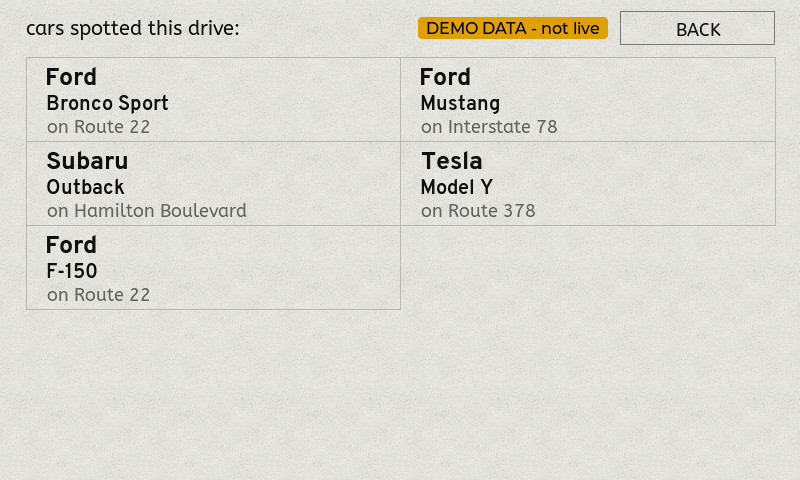 cars spotted this drive:
DEMO DATA - not live
BACK
Ford
Bronco Sport
on Route 22
Ford
Mustang
on Interstate 78
Subaru
Outback
on Hamilton Boulevard
Tesla
Model Y
on Route 378
Ford
F-150
on Route 22